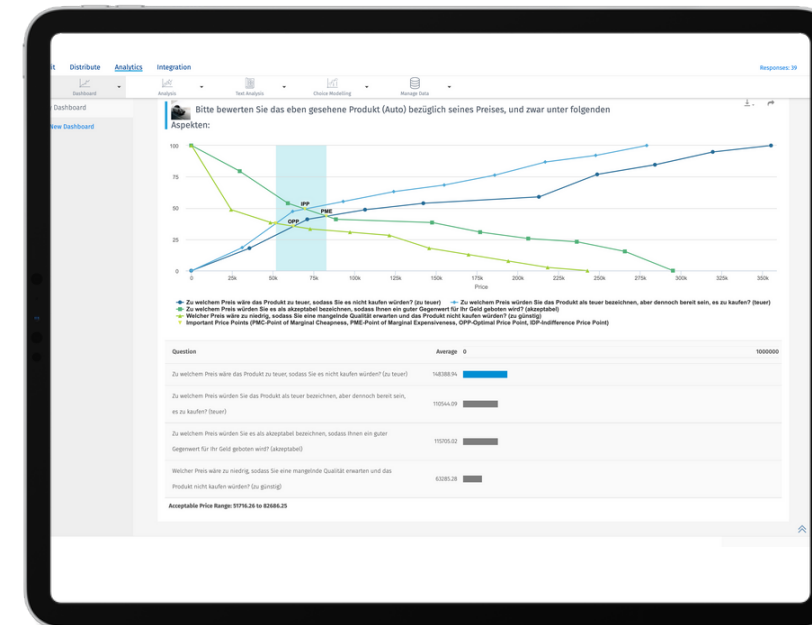 it Distribute Analytics Integration Responses: 39
Dashboard Analysis Text Analysis Choice Modelling Manage Data
Dashboard
New Dashboard
Bitte bewerten Sie das eben gesehene Produkt (Auto) bezüglich seines Preises, und zwar unter folgenden
Aspekten:
100
75
50
25
0
IPP
PME
OPP
0 25k 50k 75k 100k 125k 150k 175k 200k 225k 250k 275k 300k 325k 350k
Price
Zu welchem Preis wäre das Produkt zu teuer, sodass Sie es nicht kaufen würden? (zu teuer) Zu welchem Preis würden Sie das Produkt als teuer bezeichnen, aber dennoch bereit sein, es zu kaufen? (teuer)
Zu welchem Preis würden Sie es als akzeptabel bezeichnen, sodass Ihnen ein guter Gegenwert für Ihr Geld geboten wird? (akzeptabel)
Welcher Preis wäre zu niedrig, sodass Sie eine mangelnde Qualität erwarten und das Produkt nicht kaufen würden? (zu günstig)
Important Price Points (PMC-Point of Marginal Cheapness, PME-Point of Marginal Expensiveness, OPP-Optimal Price Point, IDP-Indifference Price Point)
Question Average 0 1000000
Zu welchem Preis wäre das Produkt zu teuer, sodass Sie es nicht kaufen würden? (zu teuer) 148388.94
Zu welchem Preis würden Sie das Produkt als teuer bezeichnen, aber dennoch bereit sein,
es zu kaufen? (teuer) 110544.09
Zu welchem Preis würden Sie es als akzeptabel bezeichnen, sodass Ihnen ein guter
Gegenwert für Ihr Geld geboten wird? (akzeptabel) 115705.02
Welcher Preis wäre zu niedrig, sodass Sie eine mangelnde Qualität erwarten und das
Produkt nicht kaufen würden? (zu günstig) 63285.28
Acceptable Price Range: 51716.26 to 82686.25